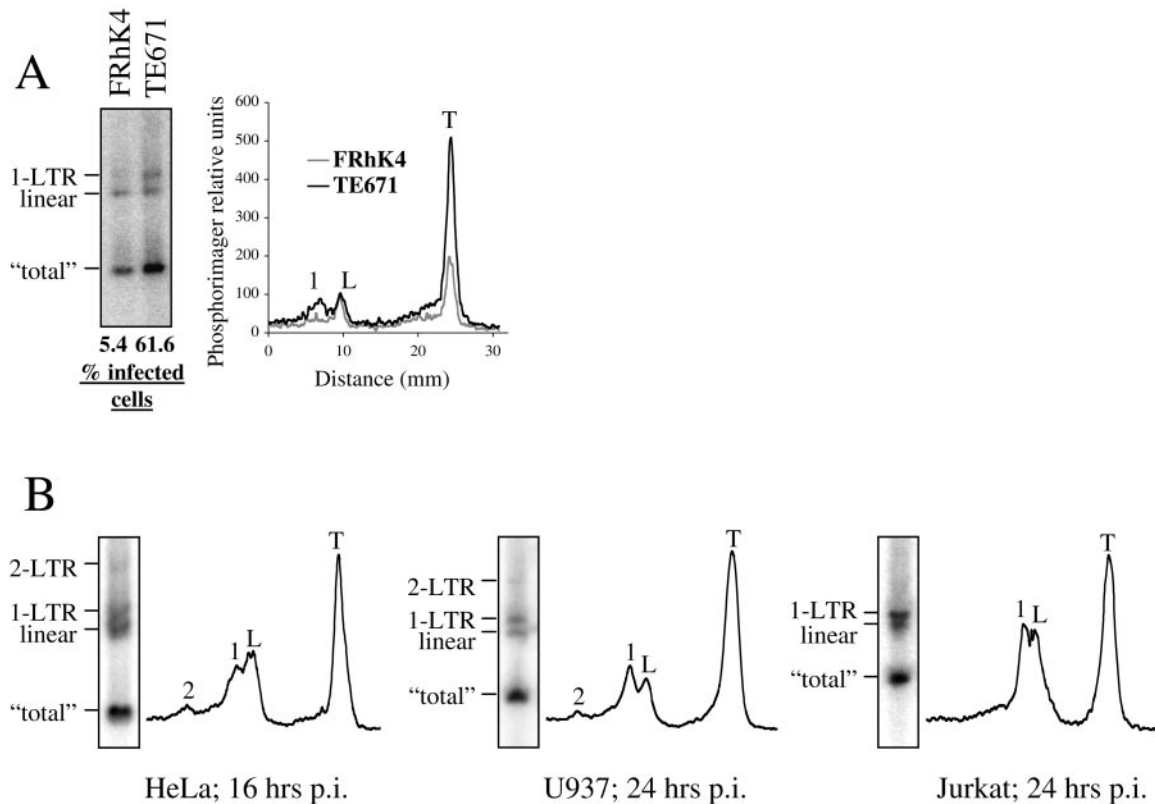 A
FRhK4
TE671
1-LTR
linear
“total”
5.4 61.6
% infected
cells
Phosphorimager relative units
600
500
400
300
200
100
0
0 10 20 30
Distance (mm)
FRhK4
TE671
1
L
T
B
2-LTR
1-LTR
linear
“total”
2
1
L
T
HeLa; 16 hrs p.i.
2-LTR
1-LTR
linear
“total”
2
1
L
T
U937; 24 hrs p.i.
1-LTR
linear
“total”
1
L
T
Jurkat; 24 hrs p.i.